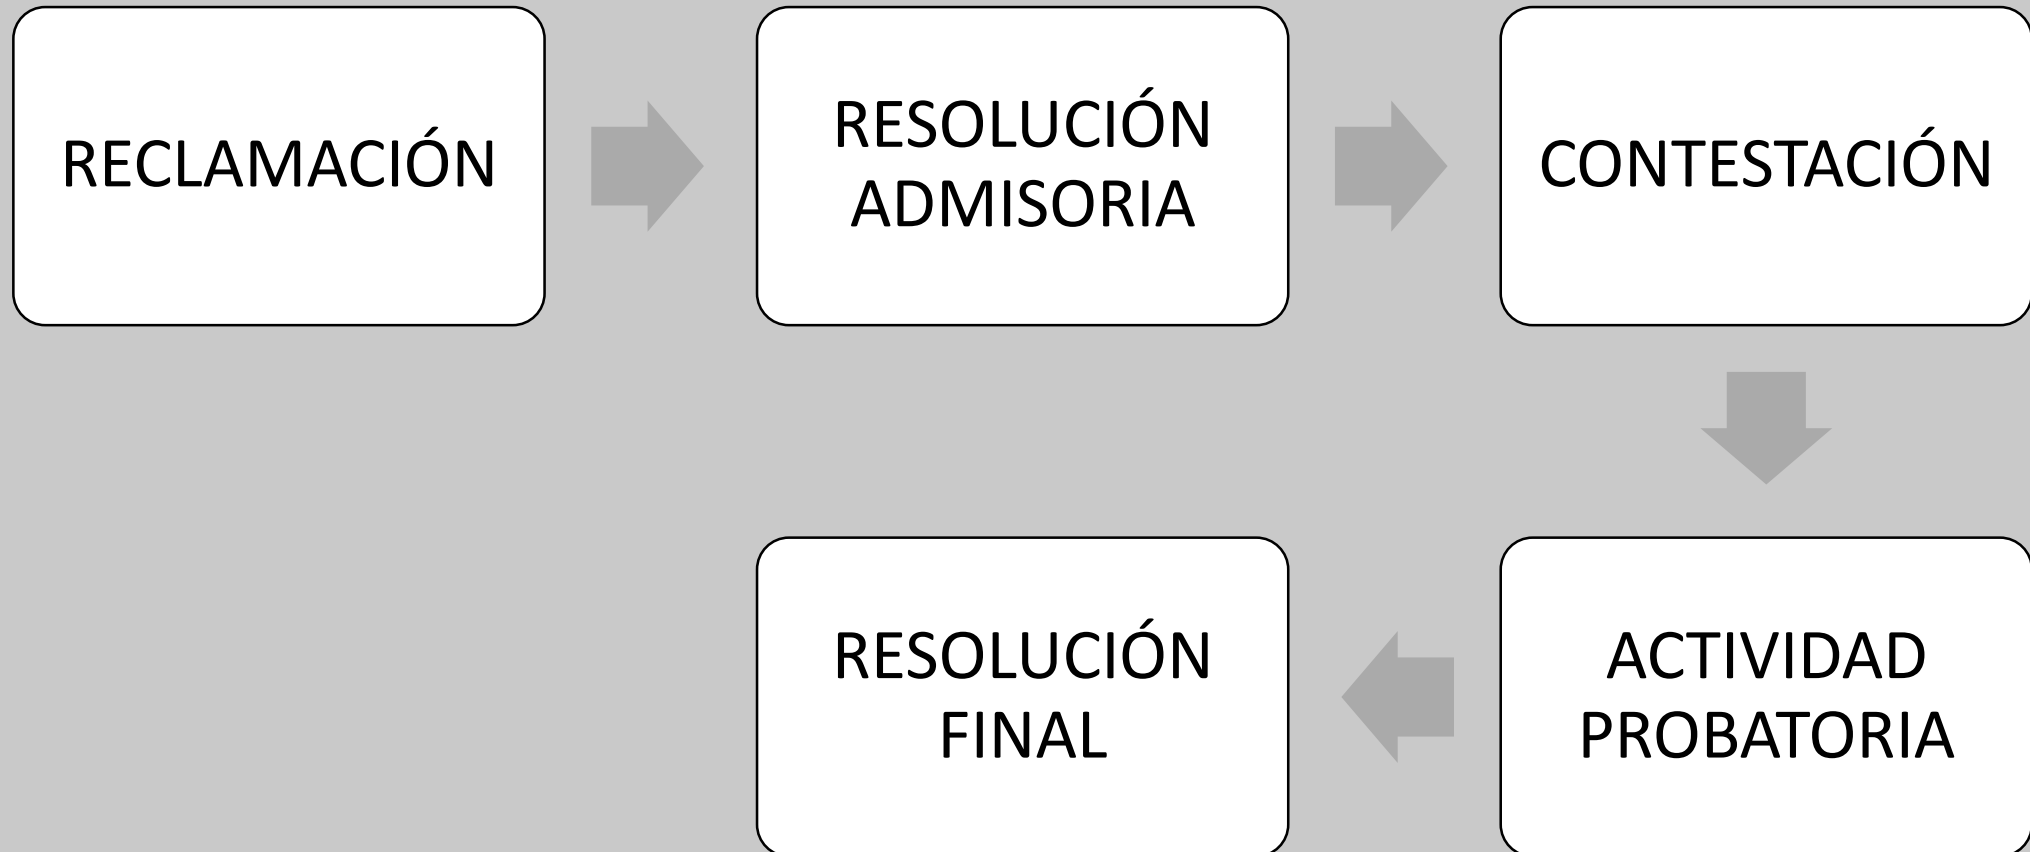 RECLAMACIÓN
RESOLUCIÓN
ADMISORIA
CONTESTACIÓN
ACTIVIDAD
PROBATORIA
RESOLUCIÓN
FINAL